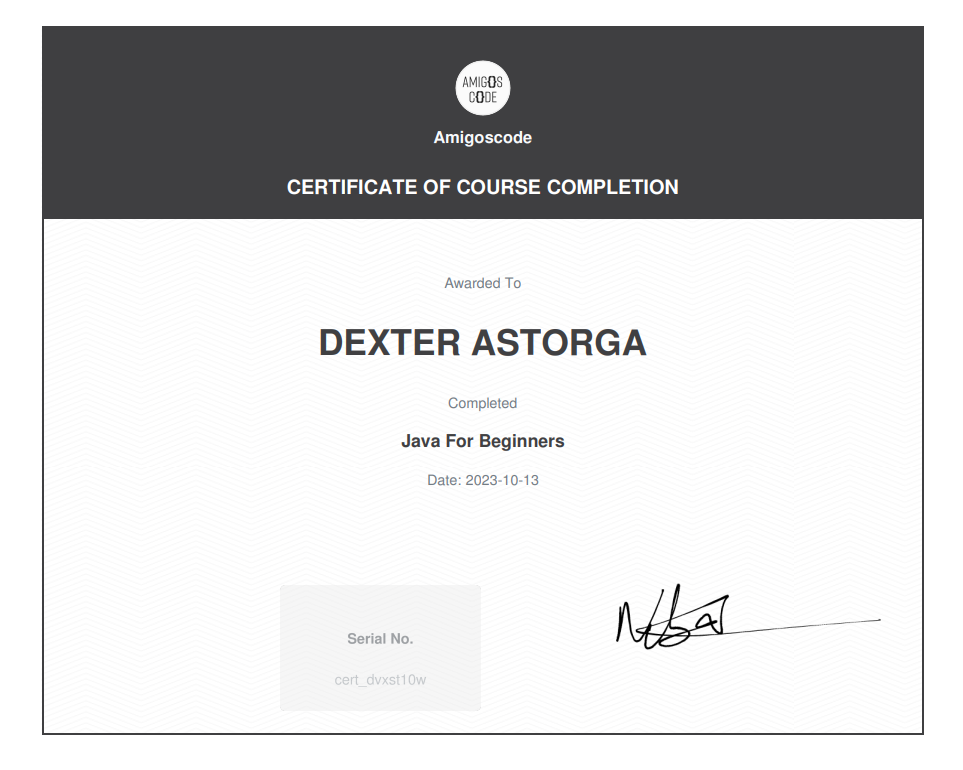 AMIGOS
CODE
Amigoscode
CERTIFICATE OF COURSE COMPLETION
Awarded To
DEXTER ASTORGA
Completed
Java For Beginners
Date: 2023-10-13
Serial No.
cert_dvxst10w